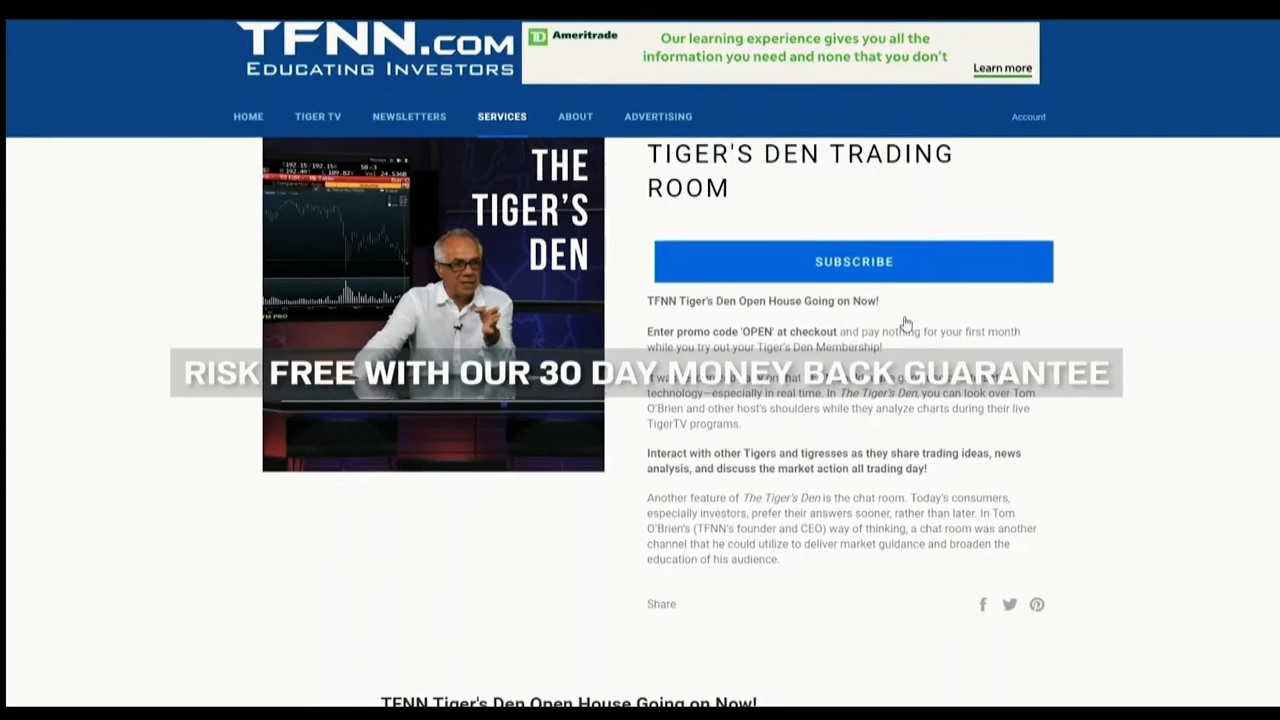 TFNN.COM
EDUCATING INVESTORS
TD Ameritrade
Our learning experience gives you all the
information you need and none that you don't
Learn more
HOME
TIGER TV
NEWSLETTERS
SERVICES
ABOUT
ADVERTISING
Account
THE
TIGER'S
DEN
TIGER'S DEN TRADING
ROOM
SUBSCRIBE
TFNN Tiger's Den Open House Going on Now!
Enter promo code 'OPEN' at checkout and pay nothing for your first month
while you try out your Tiger's Den Membership!
RISK FREE WITH OUR 30 DAY MONEY BACK GUARANTEE
technology—especially in real time. In The Tiger's Den, you can look over Tom
O'Brien and other host's shoulders while they analyze charts during their live
TigerTV programs.
Interact with other Tigers and tigresses as they share trading ideas, news
analysis, and discuss the market action all trading day!
Another feature of The Tiger's Den is the chat room. Today's consumers,
especially investors, prefer their answers sooner, rather than later. In Tom
O'Brien's (TFNN's founder and CEO) way of thinking, a chat room was another
channel that he could utilize to deliver market guidance and broaden the
education of his audience.
Share
TFNN Tiger's Den Open House Going on Now!